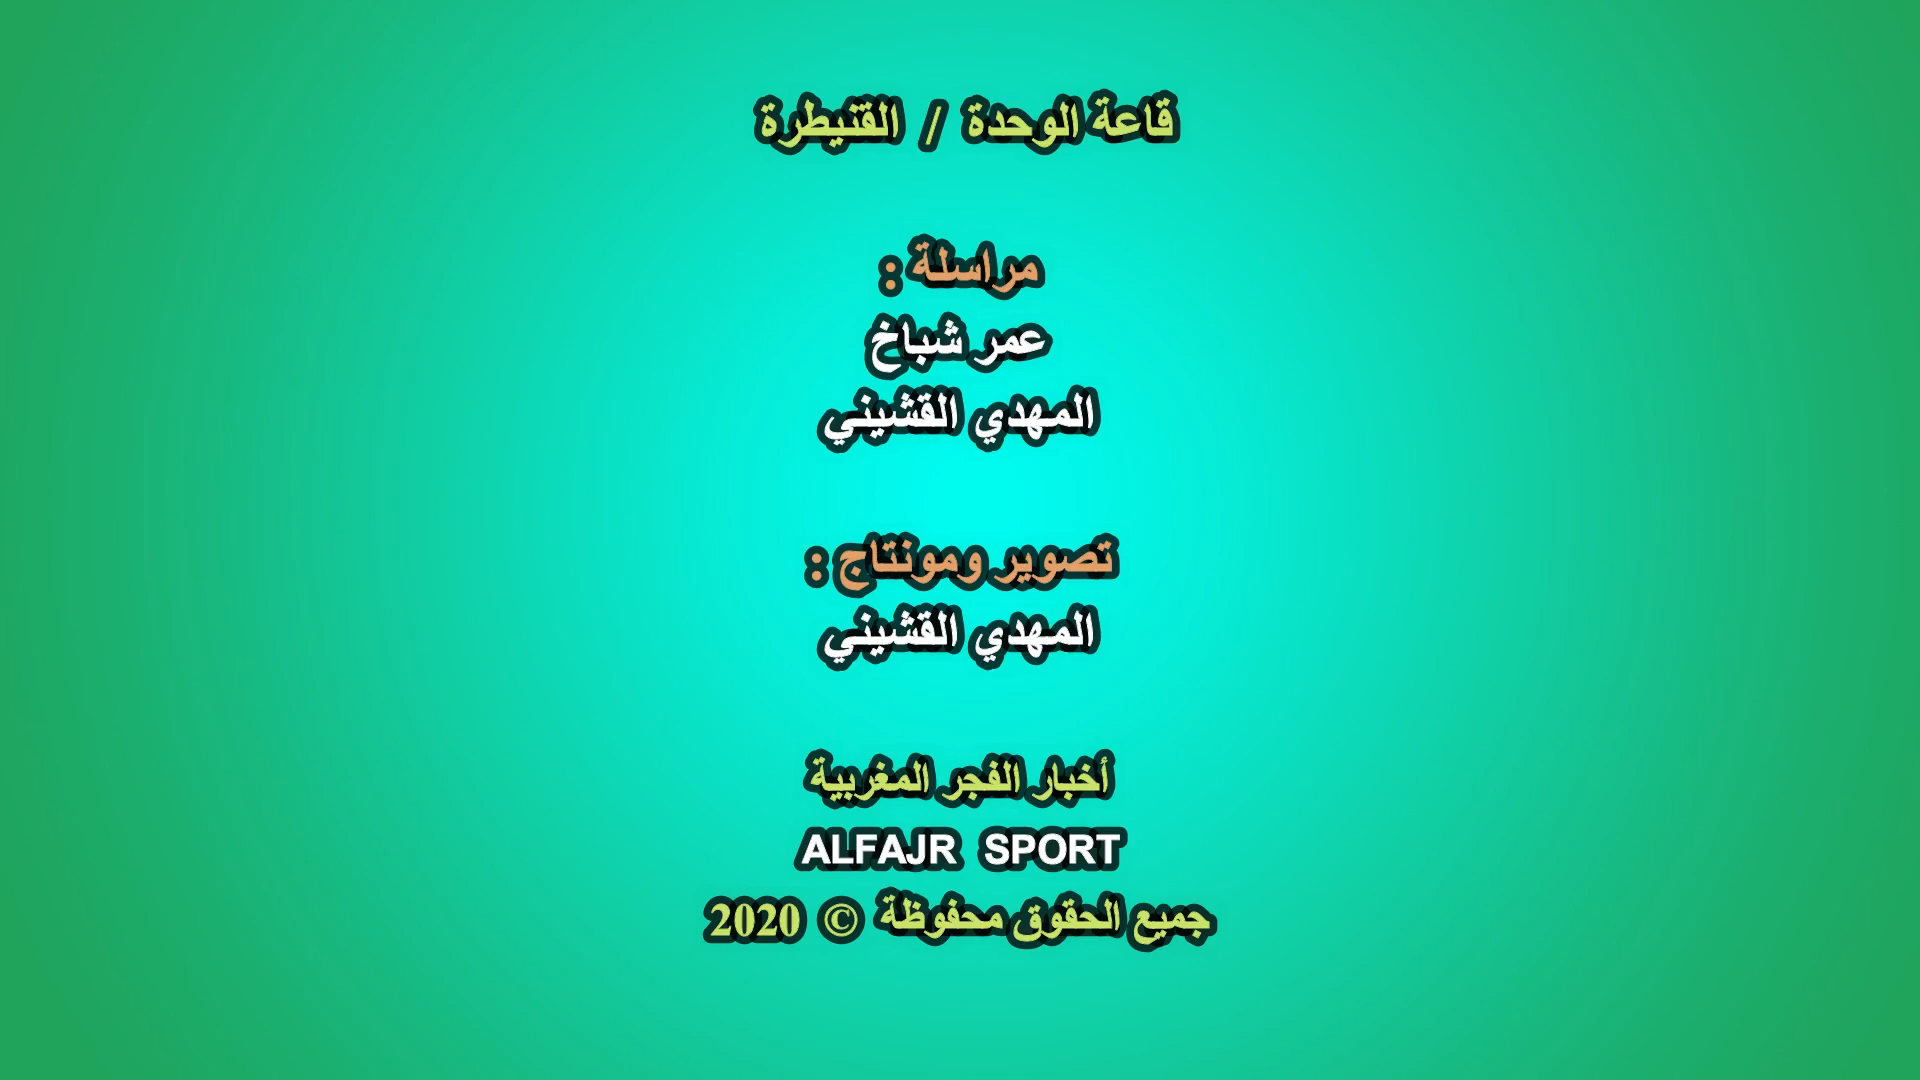 قاعة الوحدة / القنيطرة
مراسلة :
عمر شباخ
المهدي القشيني
تصوير ومونتاج :
المهدي القشيني
أخبار الفجر المغربية
ALFAJR SPORT
جميع الحقوق محفوظة © 2020